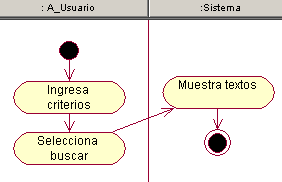 : A_Usuario
:Sistema
Ingresa
criterios
Muestra textos
Selecciona
buscar